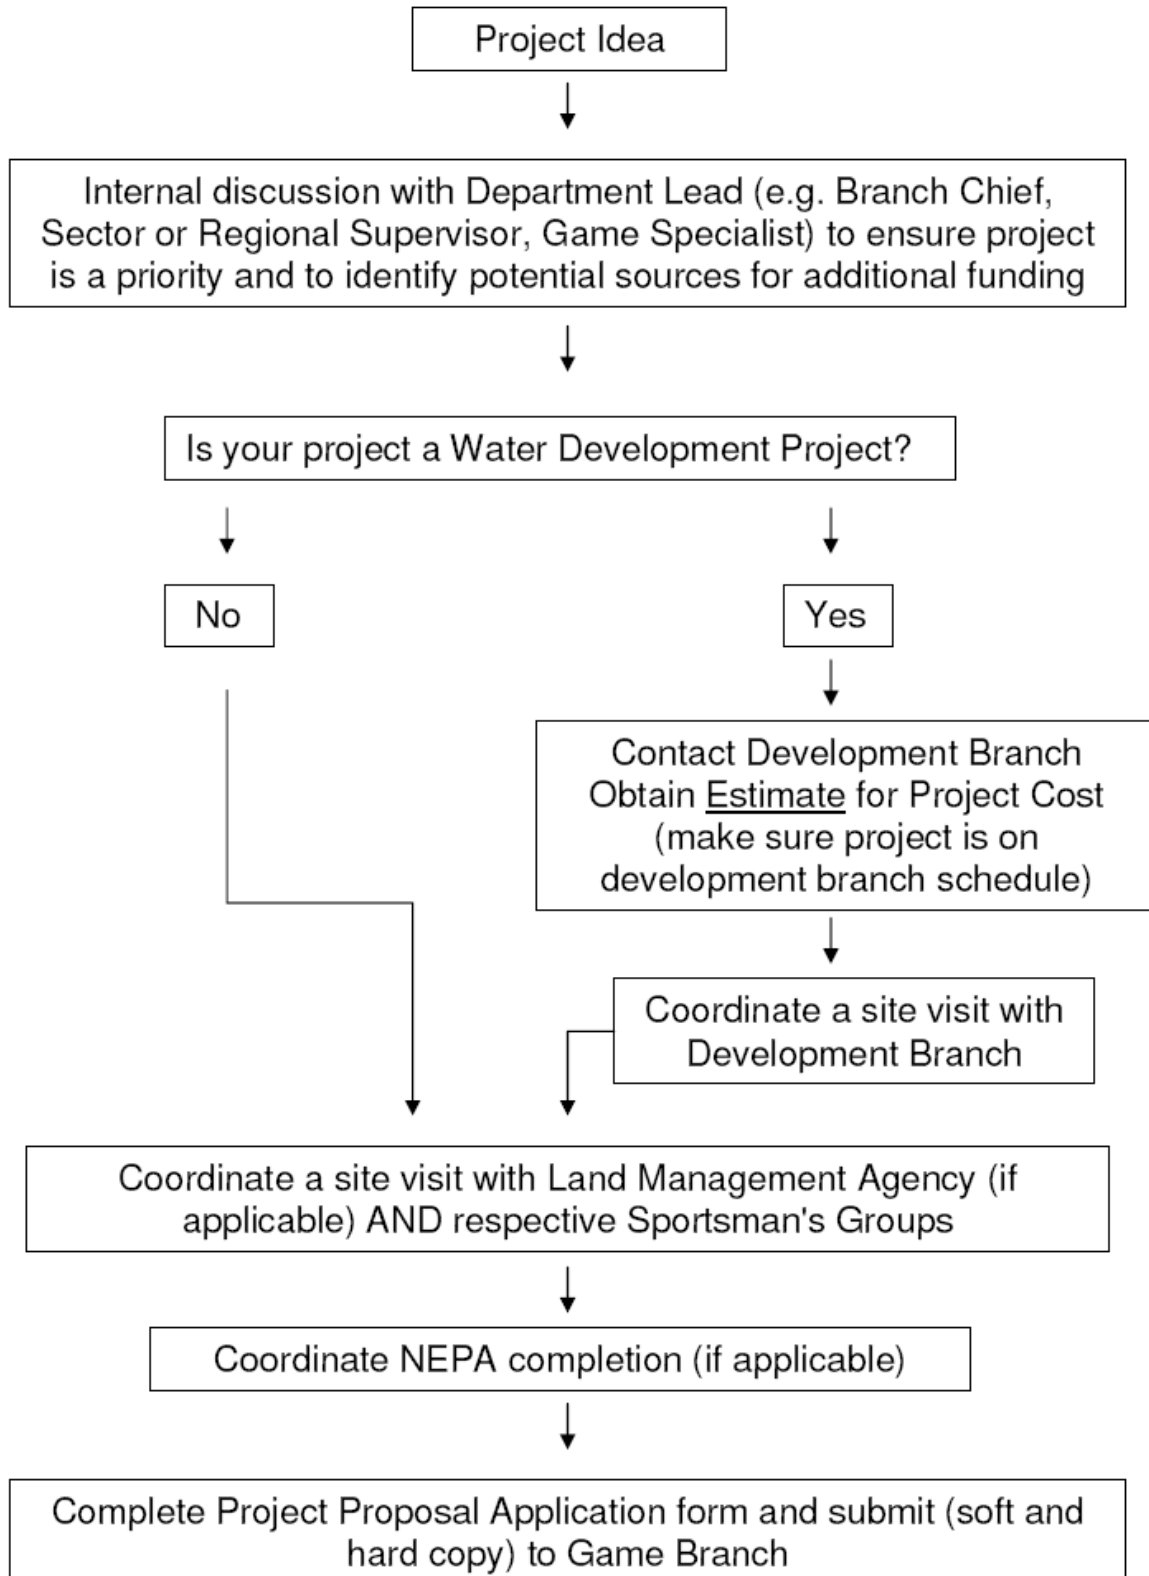 Project Idea
Internal discussion with Department Lead (e.g. Branch Chief,
Sector or Regional Supervisor, Game Specialist) to ensure project
is a priority and to identify potential sources for additional funding
Is your project a Water Development Project?
No
Yes
Contact Development Branch
Obtain Estimate for Project Cost
(make sure project is on
development branch schedule)
Coordinate a site visit with
Development Branch
Coordinate a site visit with Land Management Agency (if
applicable) AND respective Sportsman's Groups
Coordinate NEPA completion (if applicable)
Complete Project Proposal Application form and submit (soft and
hard copy) to Game Branch